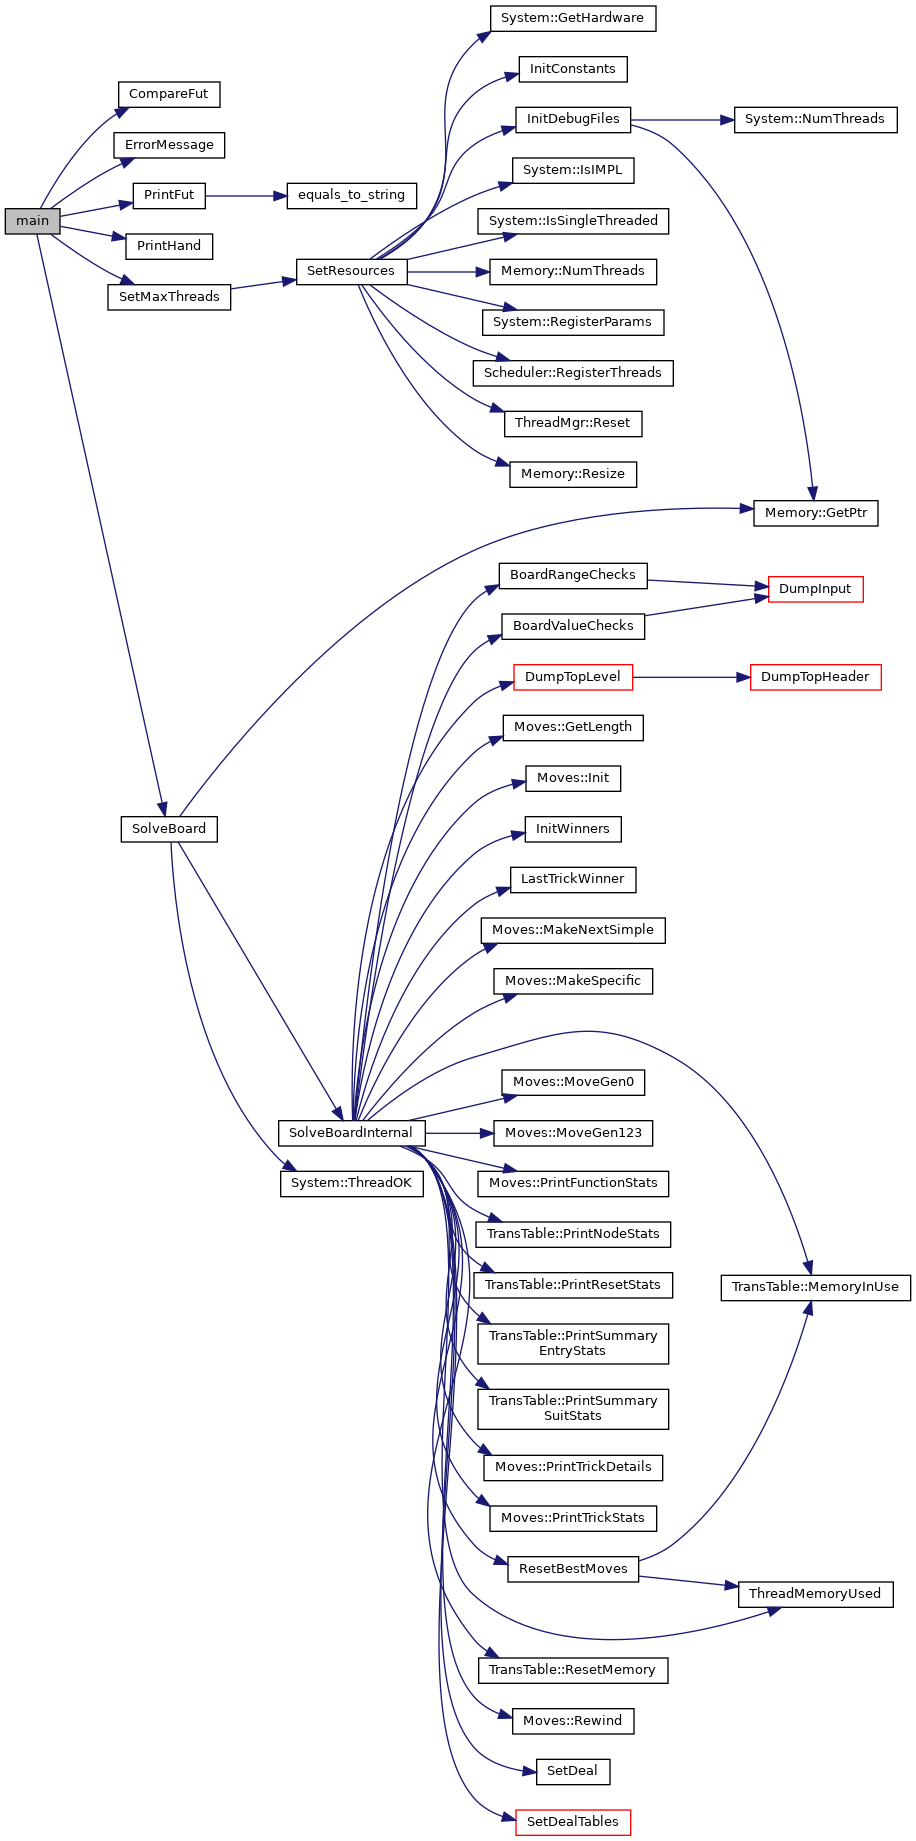 System::GetHardware
InitConstants
CompareFut
InitDebugFiles
System::NumThreads
ErrorMessage
System::IsIMPL
PrintFut
equals_to_string
main
System::IsSingleThreaded
PrintHand
SetResources
Memory::NumThreads
SetMaxThreads
System::RegisterParams
Scheduler::RegisterThreads
ThreadMgr::Reset
Memory::Resize
Memory::GetPtr
BoardRangeChecks
DumpInput
BoardValueChecks
DumpTopLevel
DumpTopHeader
Moves::GetLength
Moves::Init
SolveBoard
InitWinners
LastTrickWinner
Moves::MakeNextSimple
Moves::MakeSpecific
Moves::MoveGen0
SolveBoardInternal
Moves::MoveGen123
System::ThreadOK
Moves::PrintFunctionStats
TransTable::PrintNodeStats
TransTable::PrintResetStats
TransTable::MemoryInUse
TransTable::PrintSummary
EntryStats
TransTable::PrintSummary
SuitStats
Moves::PrintTrickDetails
Moves::PrintTrickStats
ResetBestMoves
ThreadMemoryUsed
TransTable::ResetMemory
Moves::Rewind
SetDeal
SetDealTables